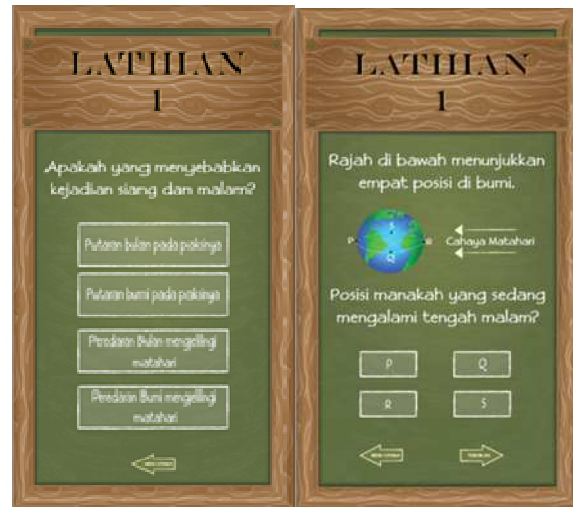 LATIHAN
1
Apakah yang menyebabkan
kejadian siang dan malam?
Putaran bulan pada paksinya
Putaran bumi pada paksinya
Peredaran Bulan mengelilingi
matahari
Peredaran Bumi mengelilingi
matahari
LATIHAN
1
Rajah di bawah menunjukkan
empat posisi di bumi.
P
Cahaya Matahari
Posisi manakah yang sedang
mengalami tengah malam?
P
Q
R
S